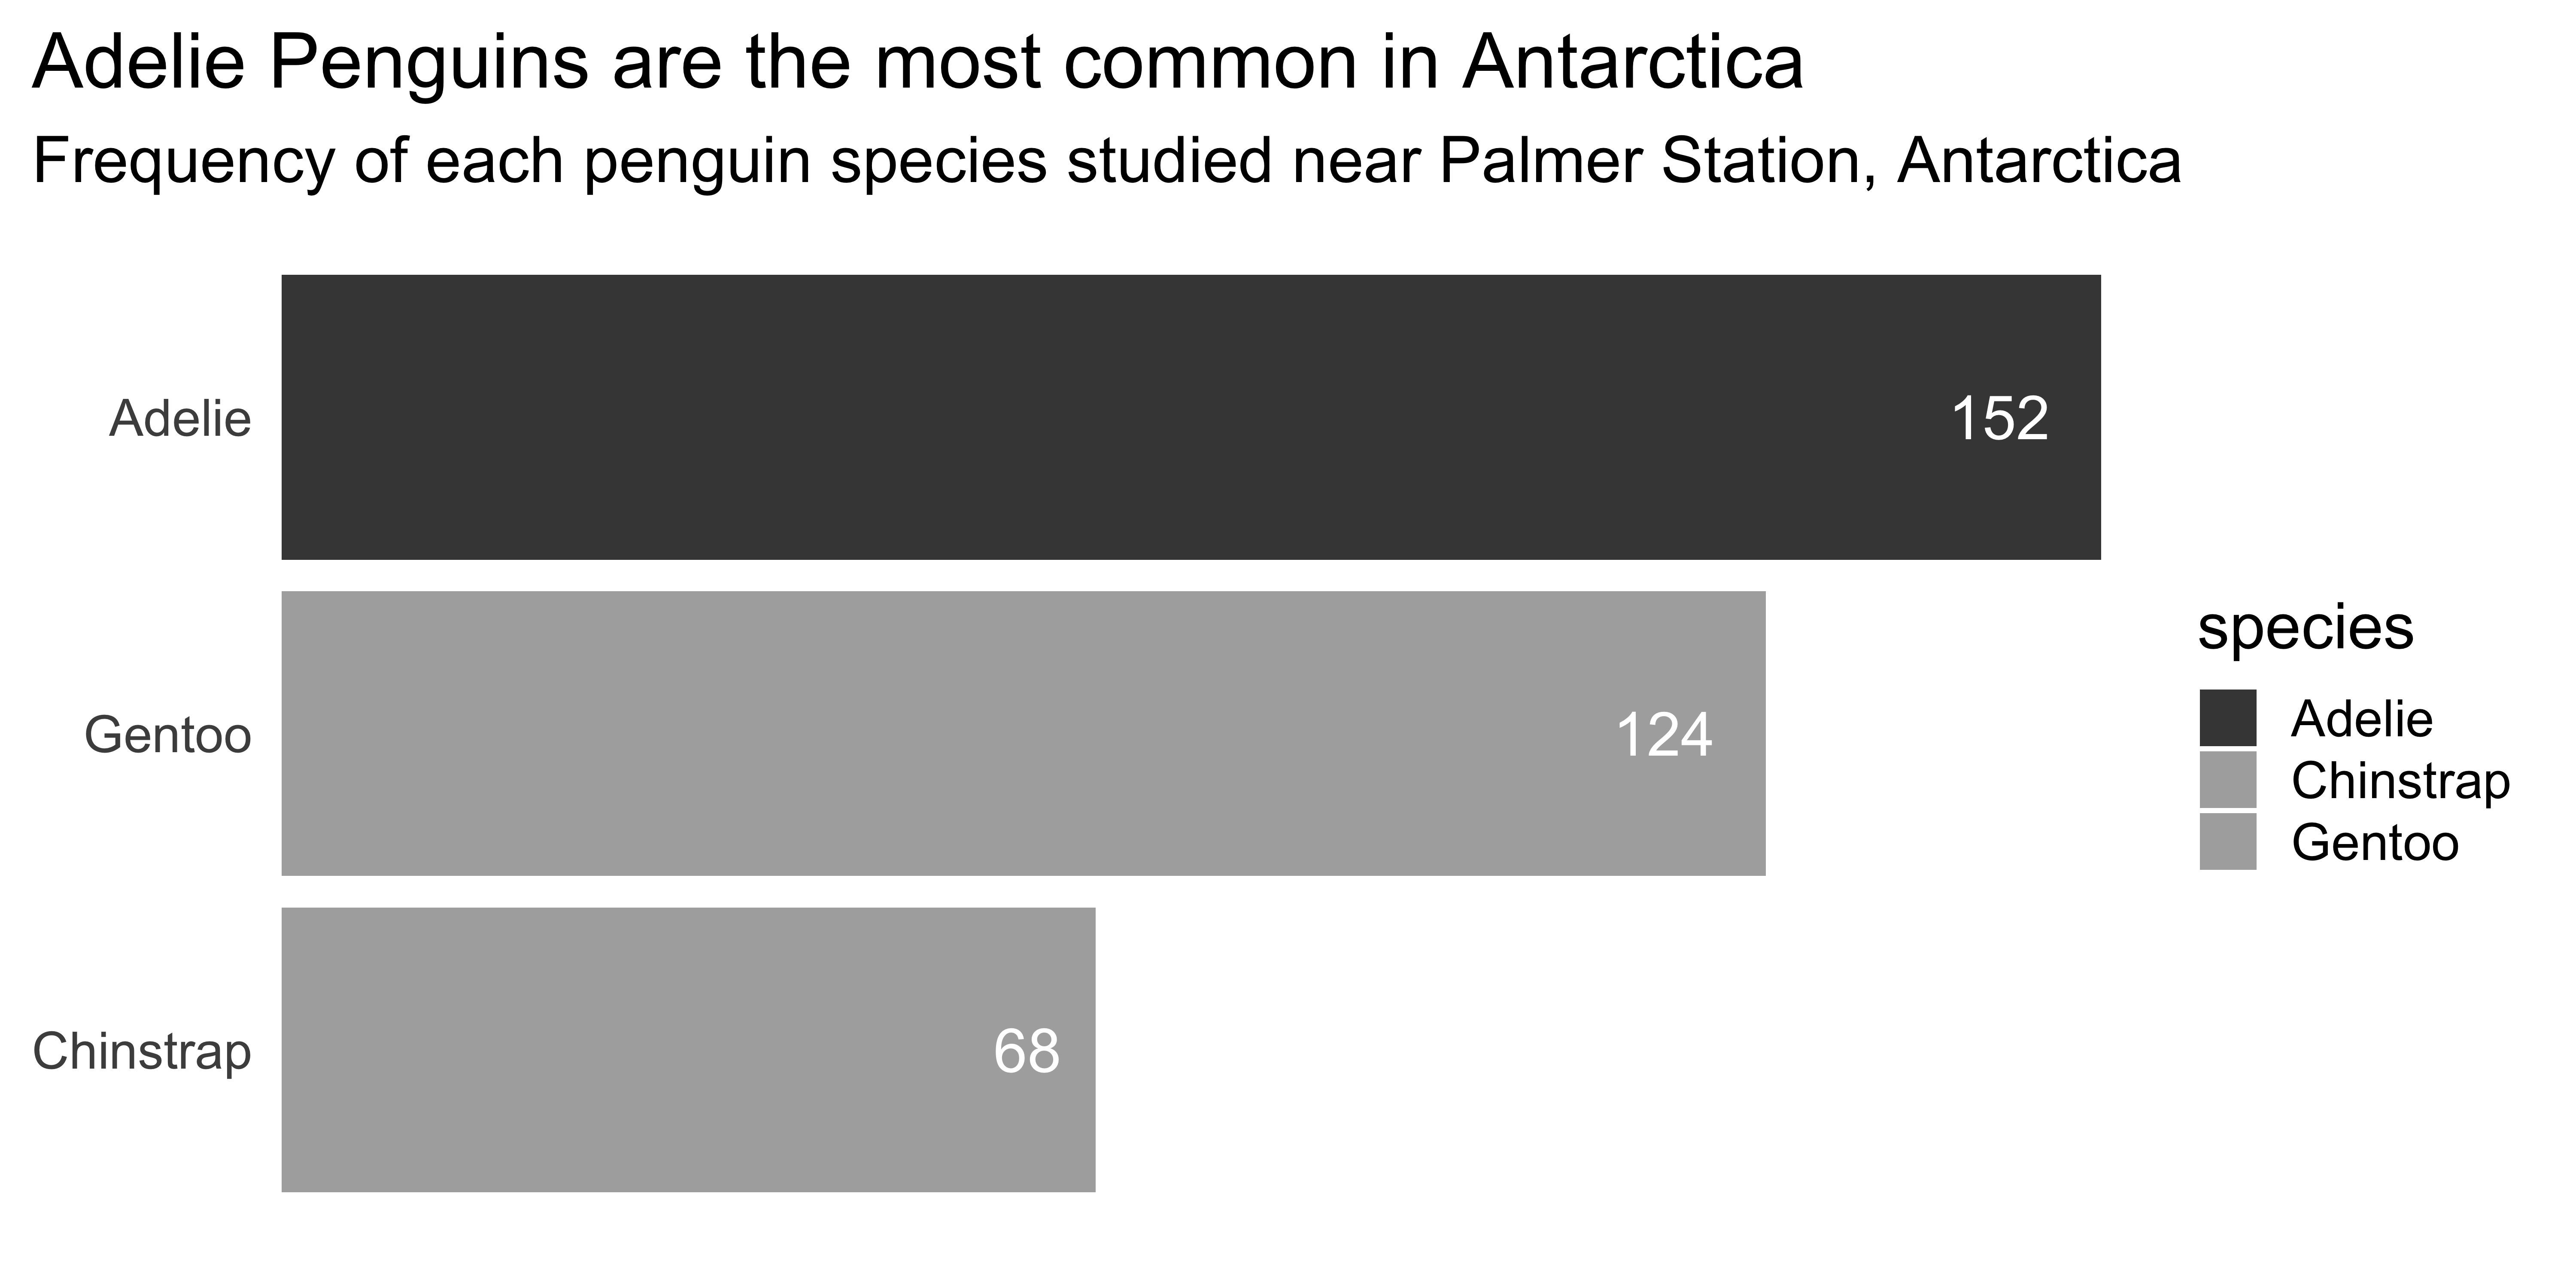 Adelie Penguins are the most common in Antarctica
Frequency of each penguin species studied near Palmer Station, Antarctica
Adelie
152
Gentoo
124
Chinstrap
68
species
Adelie
Chinstrap
Gentoo